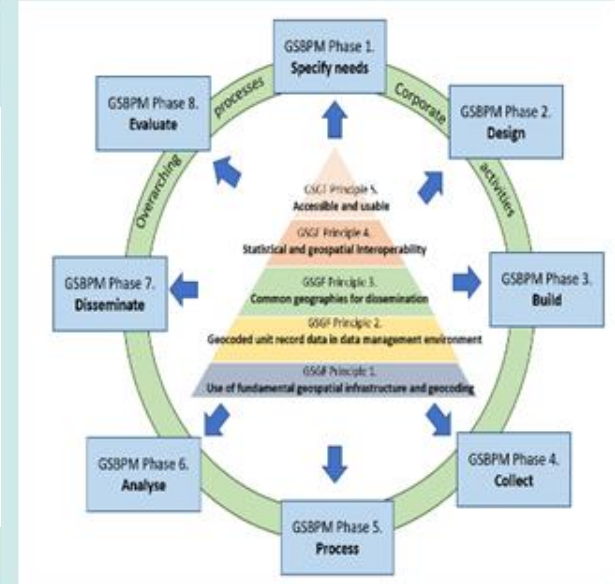 GSBPM Phase 1.
Specify needs
GSBPM Phase 8.
Evaluate
processes
Corporate
GSBPM Phase 2.
Design
Overarching
activities
GSGF Principle 5.
Accessible and usable
GSGF Principle 4.
Statistical and geospatial interoperability
GSBPM Phase 7.
Disseminate
GSGF Principle 3.
Common geographies for dissemination
GSBPM Phase 3.
Build
GSGF Principle 2.
Geocoded unit record data in data management environment
GSGF Principle 1.
Use of fundamental geospatial infrastructure and geocoding
GSBPM Phase 6.
Analyse
GSBPM Phase 4.
Collect
GSBPM Phase 5.
Process